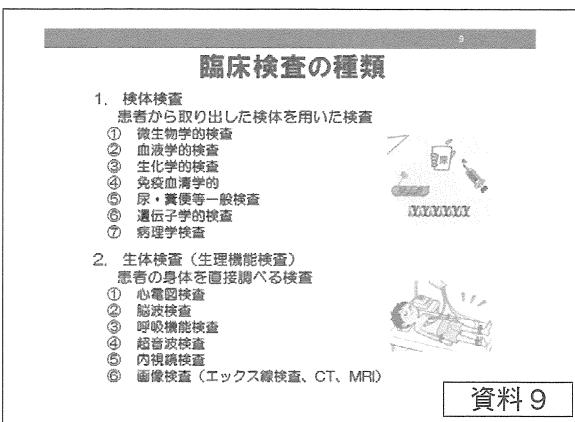 9
臨床検査の種類
1. 検体検査
患者から取り出した検体を用いた検査
① 微生物学的検査
② 血液学的検査
③ 生化学的検査
④ 免疫血清学的
⑤ 尿・糞便等一般検査
⑥ 遺伝子学的検査
⑦ 病理学検査
尿
2. 生体検査（生理機能検査）
患者の身体を直接調べる検査
① 心電図検査
② 脳波検査
③ 呼吸機能検査
④ 超音波検査
⑤ 内視鏡検査
⑥ 画像検査（エックス線検査、CT、MRI）
資料9